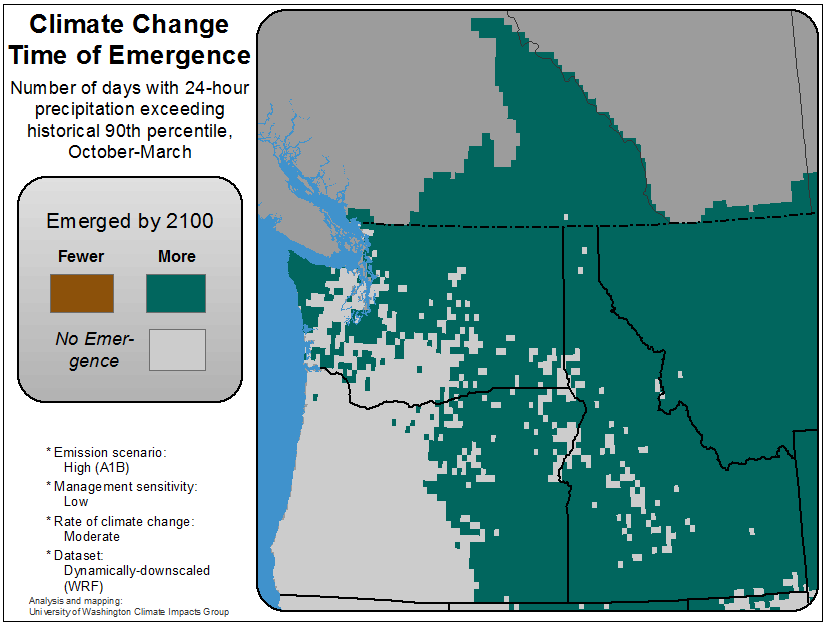 Climate Change
Time of Emergence
Number of days with 24-hour
precipitation exceeding
historical 90th percentile,
October-March
Emerged by 2100
Fewer
More
No Emer-
gence
* Emission scenario:
High (A1B)
* Management sensitivity:
Low
* Rate of climate change:
Moderate
* Dataset:
Dynamically-downscaled
(WRF)
Analysis and mapping:
University of Washington Climate Impacts Group